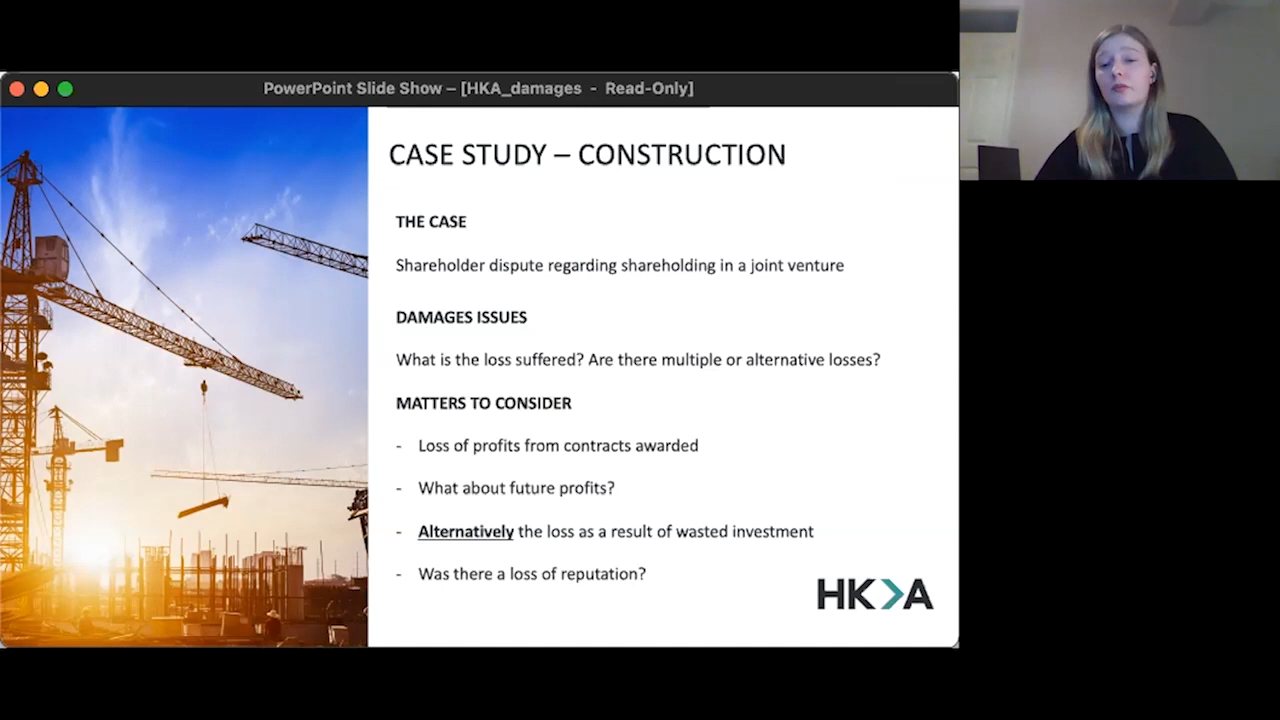 PowerPoint Slide Show – [HKA_damages - Read-Only]
CASE STUDY – CONSTRUCTION
THE CASE
Shareholder dispute regarding shareholding in a joint venture
DAMAGES ISSUES
What is the loss suffered? Are there multiple or alternative losses?
MATTERS TO CONSIDER
- Loss of profits from contracts awarded
- What about future profits?
- Alternatively the loss as a result of wasted investment
- Was there a loss of reputation?
HKA